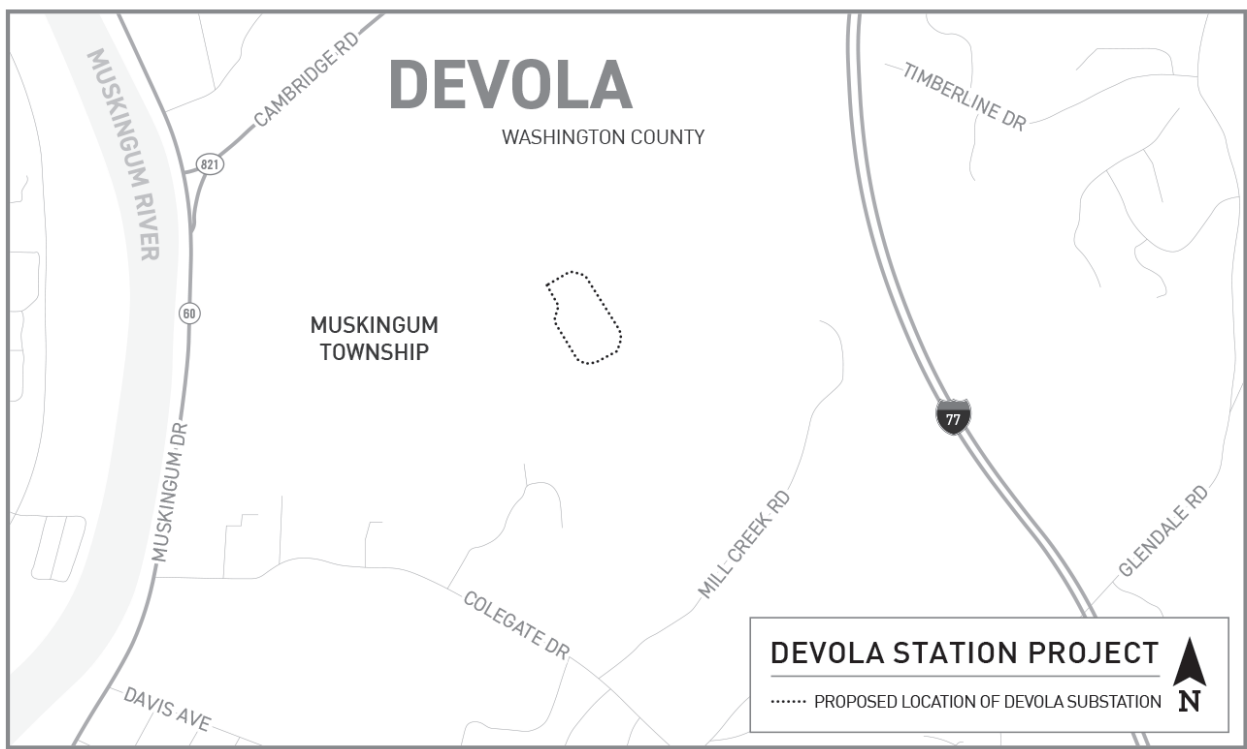 DEVOLA
WASHINGTON COUNTY
MUSKINGUM RIVER
CAMBRIDGE RD
821
TIMBERLINE DR
60
MUSKINGUM
TOWNSHIP
77
MUSKINGUM DR
MILL CREEK RD
GLENDALE RD
COLEGATE DR
DAVIS AVE
DEVOLA STATION PROJECT
PROPOSED LOCATION OF DEVOLA SUBSTATION
N